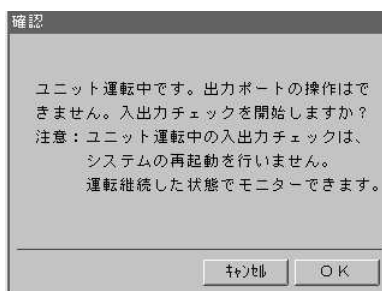 確認
ユニット運転中です。出力ポートの操作はで
きません。入出力チェックを開始しますか？
注意：ユニット運転中の入出力チェックは、
システムの再起動を行いません。
運転継続した状態でモニターできます。
ｷｬﾝｾﾙ
ＯＫ